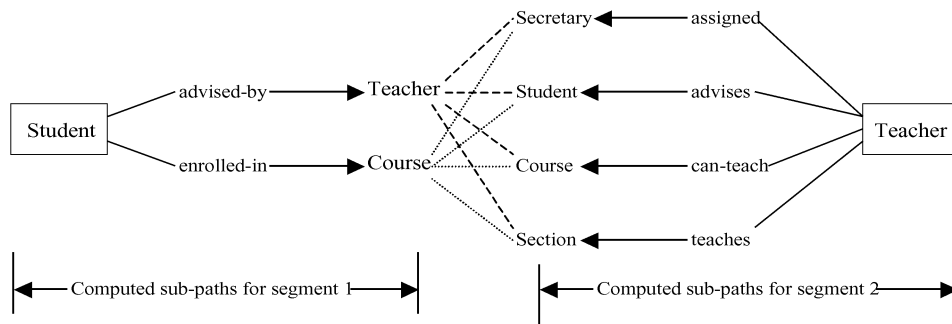 Secretary assigned
advised-by Teacher Student advises
Student Teacher
enrolled-in Course Course can-teach
Section teaches
Computed sub-paths for segment 1 Computed sub-paths for segment 2